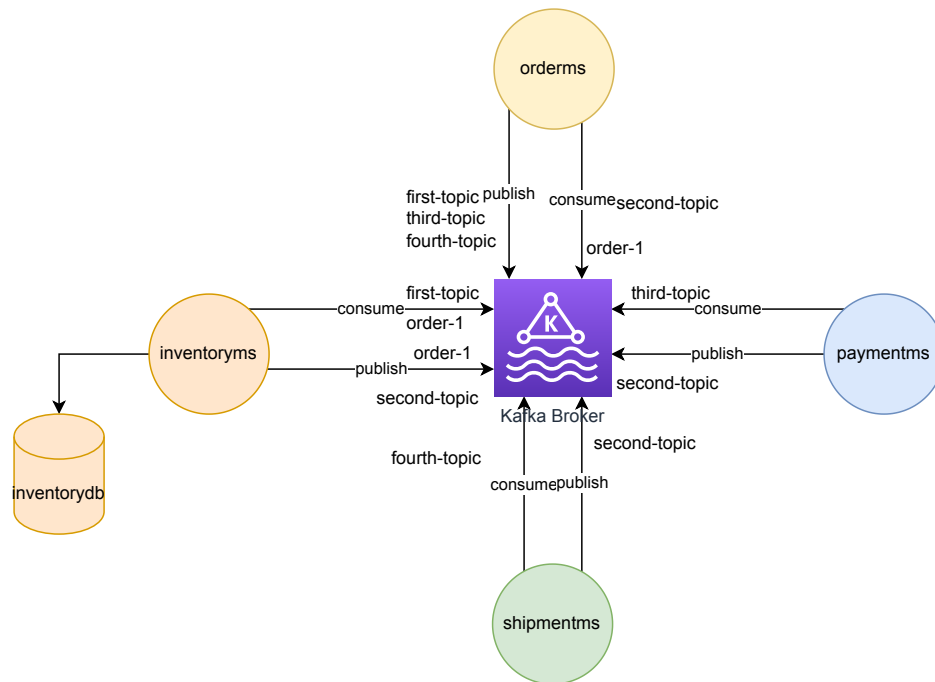 orderms
first-topic
publish
third-topic
fourth-topic
consume
second-topic
order-1
first-topic
consume
order-1
order-1
publish
second-topic
inventoryms
inventorydb
K
Kafka Broker
third-topic
consume
publish
second-topic
paymentms
fourth-topic
second-topic
consume
publish
shipmentms